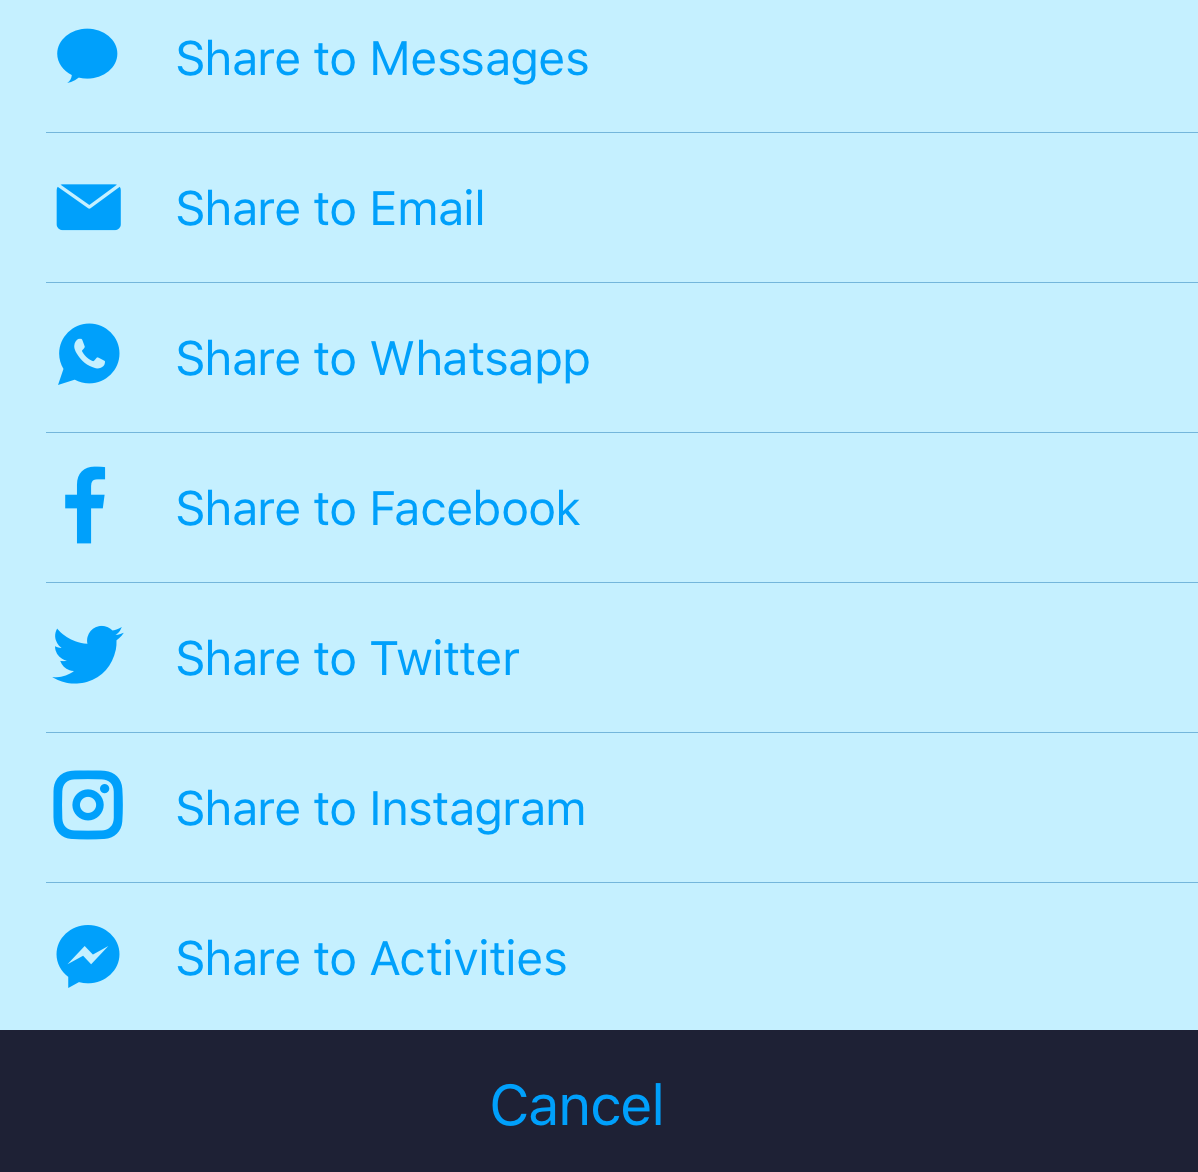 Share to Messages
Share to Email
Share to Whatsapp
Share to Facebook
Share to Twitter
Share to Instagram
Share to Activities
Cancel